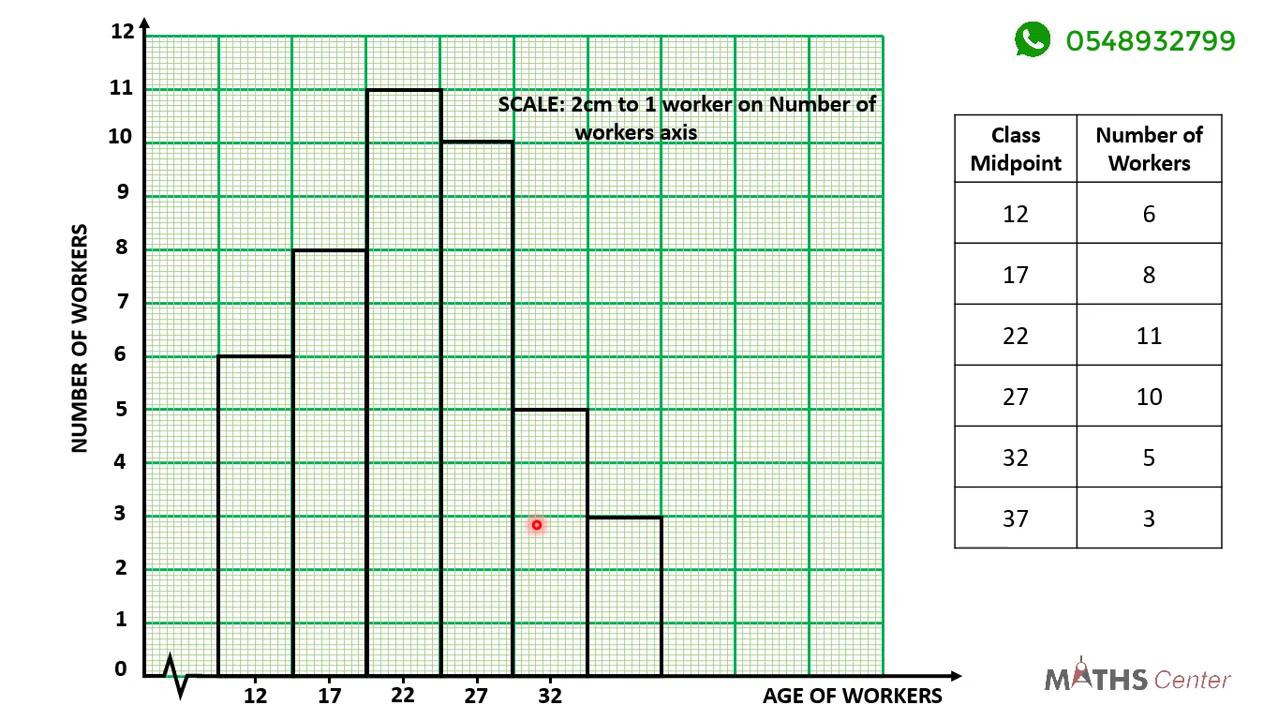 0548932799
12
11
10
9
8
7
6
5
4
3
2
1
0
NUMBER OF WORKERS
SCALE: 2cm to 1 worker on Number of
workers axis
12 17 22 27 32
AGE OF WORKERS
Class Midpoint Number of Workers
12 6
17 8
22 11
27 10
32 5
37 3
MATHS Center